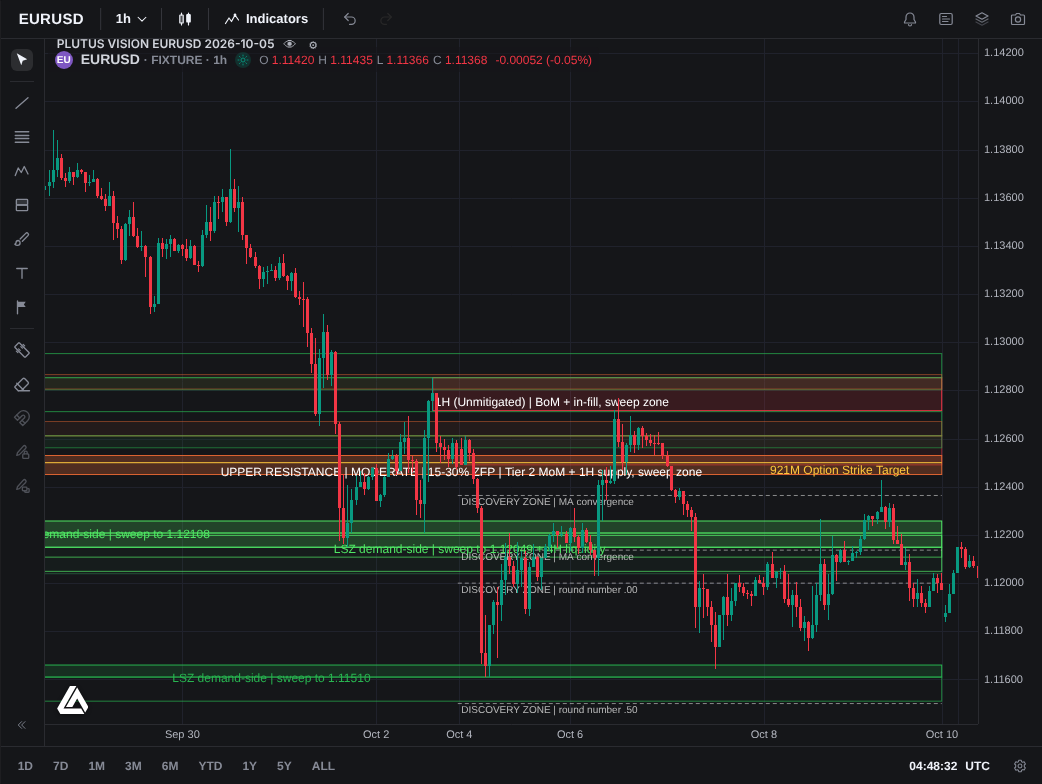 EURUSD
1h
Indicators
PLUTUS VISION EURUSD 2026-10-05
EU EURUSD · FIXTURE · 1h O 1.11420 H 1.11435 L 1.11366 C 1.11368 -0.00052 (-0.05%)
1.14200
1.14000
1.13800
1.13600
1.13400
1.13200
1.13000
1.12800
LH (Unmitigated) | BoM + in-fill, sweep zone
1.12600
UPPER RESISTANCE | MODERATE | 15-30% ZFP | Tier 2 MoM + 1H supply, sweep zone
921M Option Strike Target
1.12400
DISCOVERY ZONE | MA convergence
1.12200
emand-side | sweep to 1.12108
LSZ demand-side | sweep to 1.12049 + 4H liquidity
DISCOVERY ZONE | MA convergence
1.12000
DISCOVERY ZONE | round number .00
1.11800
1.11600
LSZ demand-side | sweep to 1.11510
DISCOVERY ZONE | round number .50
Sep 30 Oct 2 Oct 4 Oct 6 Oct 8 Oct 10
1D 7D 1M 3M 6M YTD 1Y 5Y ALL
04:48:32 UTC